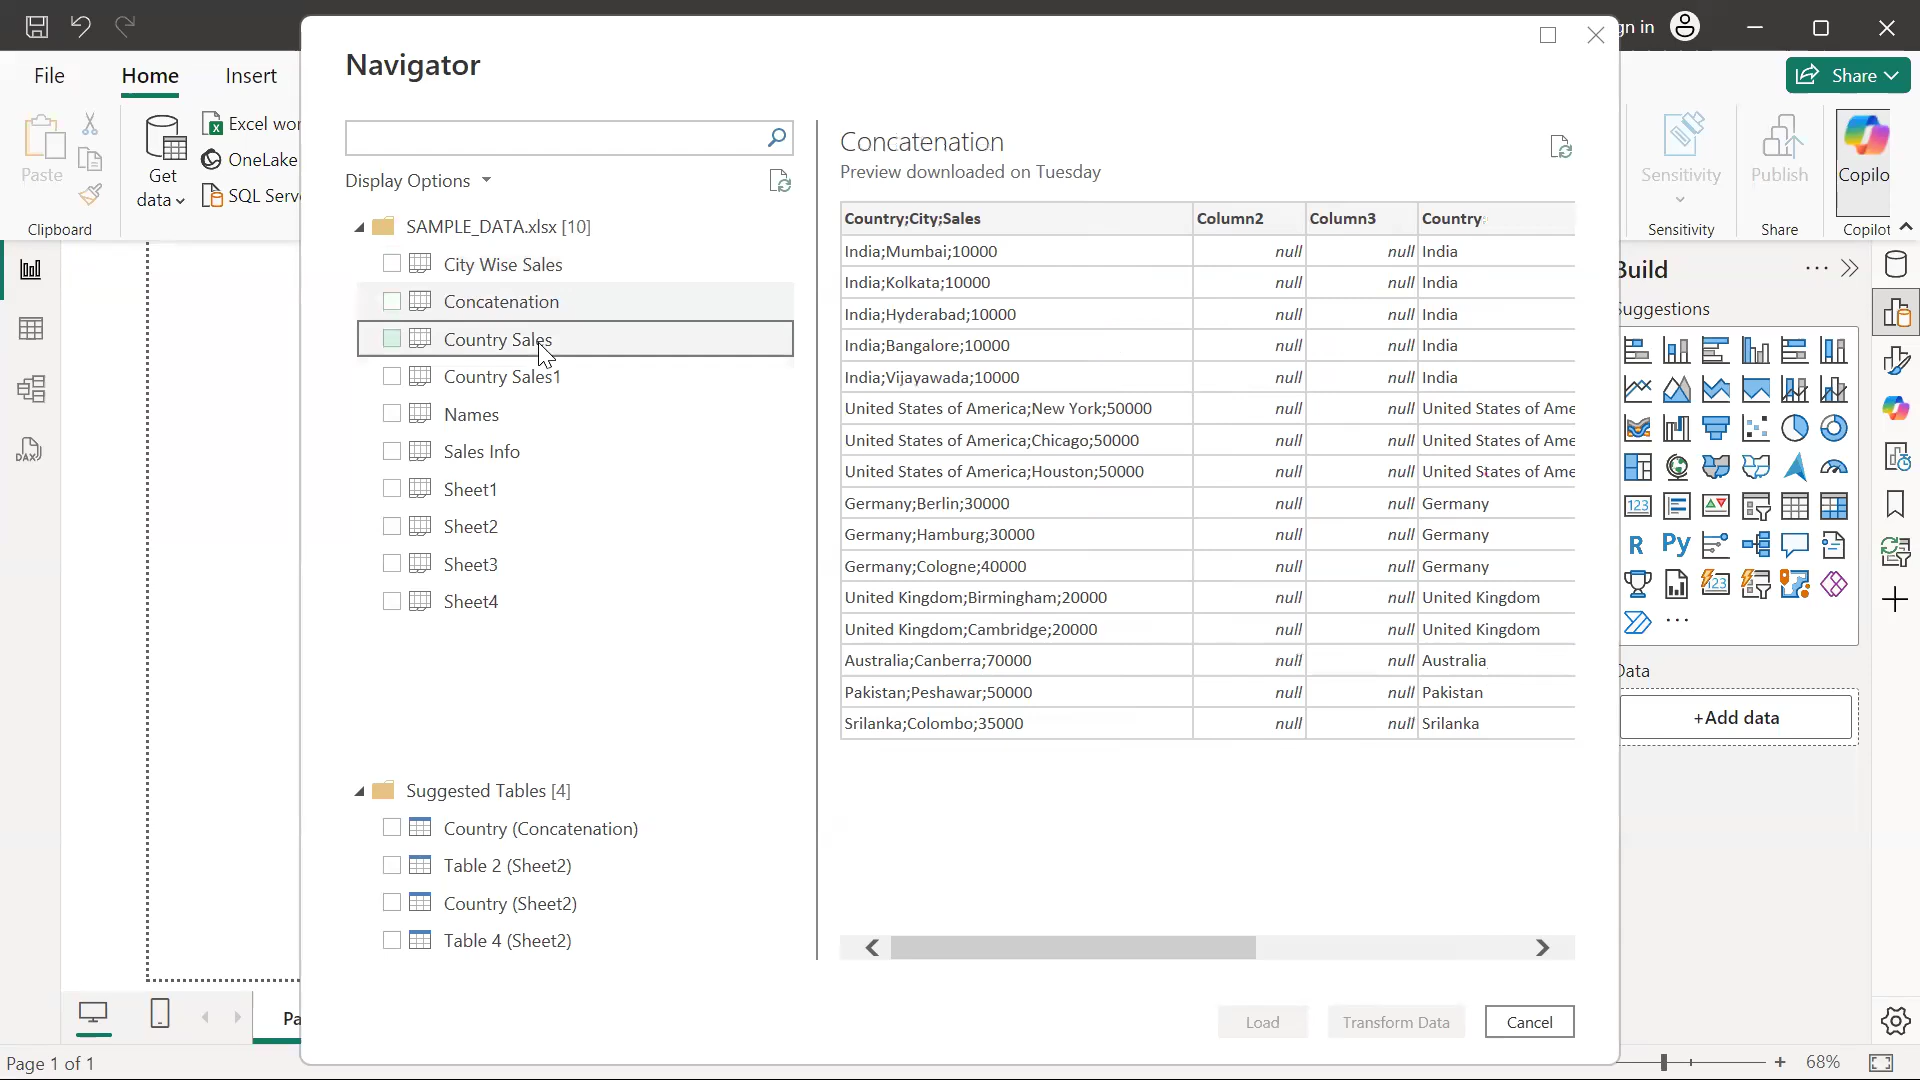 gn in
File
Home
Insert
Share
Paste
Clipboard
Get
data
Excel wor
OneLake
SQL Serv
Navigator
Display Options
SAMPLE_DATA.xlsx [10]
City Wise Sales
Concatenation
Country Sales
Country Sales1
Names
Sales Info
Sheet1
Sheet2
Sheet3
Sheet4
Suggested Tables [4]
Country (Concatenation)
Table 2 (Sheet2)
Country (Sheet2)
Table 4 (Sheet2)
Concatenation
Preview downloaded on Tuesday
Country;City;Sales Column2 Column3 Country
India;Mumbai;10000 null null India
India;Kolkata;10000 null null India
India;Hyderabad;10000 null null India
India;Bangalore;10000 null null India
India;Vijayawada;10000 null null India
United States of America;New York;50000 null null United States of Ame
United States of America;Chicago;50000 null null United States of Ame
United States of America;Houston;50000 null null United States of Ame
Germany;Berlin;30000 null null Germany
Germany;Hamburg;30000 null null Germany
Germany;Cologne;40000 null null Germany
United Kingdom;Birmingham;20000 null null United Kingdom
United Kingdom;Cambridge;20000 null null United Kingdom
Australia;Canberra;70000 null null Australia
Pakistan;Peshawar;50000 null null Pakistan
Srilanka;Colombo;35000 null null Srilanka
Load
Transform Data
Cancel
Sensitivity
Sensitivity
Publish
Share
Copilo
Copilot
Build
uggestions
123
R
Py
123
Data
+Add data
DAX
Pa
Page 1 of 1
68%